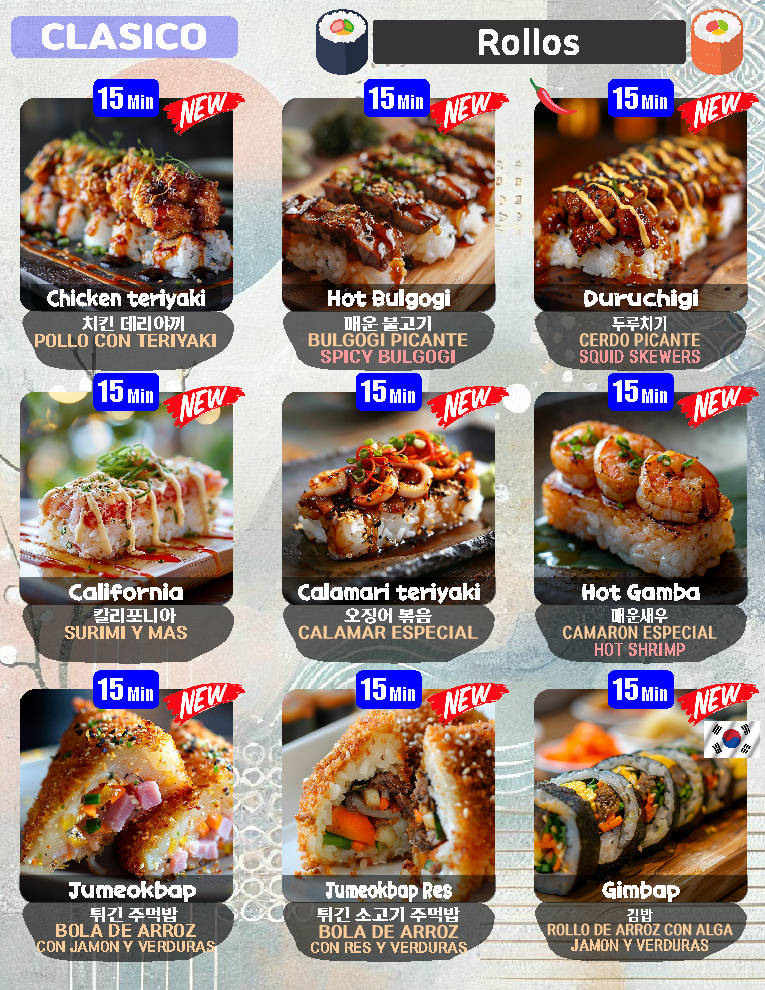 CLASICO
Rollos
15 Min
NEW
Chicken teriyaki
치킨 데리야끼
POLLO CON TERIYAKI
15 Min
NEW
Hot Bulgogi
매운 불고기
BULGOGI PICANTE
SPICY BULGOGI
15 Min
NEW
Duruchigi
두루치기
CERDO PICANTE
SQUID SKEWERS
15 Min
NEW
California
칼리포니아
SURIMI Y MAS
15 Min
NEW
Calamari teriyaki
오징어 볶음
CALAMAR ESPECIAL
15 Min
NEW
Hot Gamba
매운새우
CAMARON ESPECIAL
HOT SHRIMP
15 Min
NEW
Jumeokbap
튀긴 주먹밥
BOLA DE ARROZ
CON JAMON Y VERDURAS
15 Min
NEW
Jumeokbap Res
튀긴 소고기 주먹밥
BOLA DE ARROZ
CON RES Y VERDURAS
15 Min
NEW
Gimbap
김밥
ROLLO DE ARROZ CON ALGA
JAMON Y VERDURAS